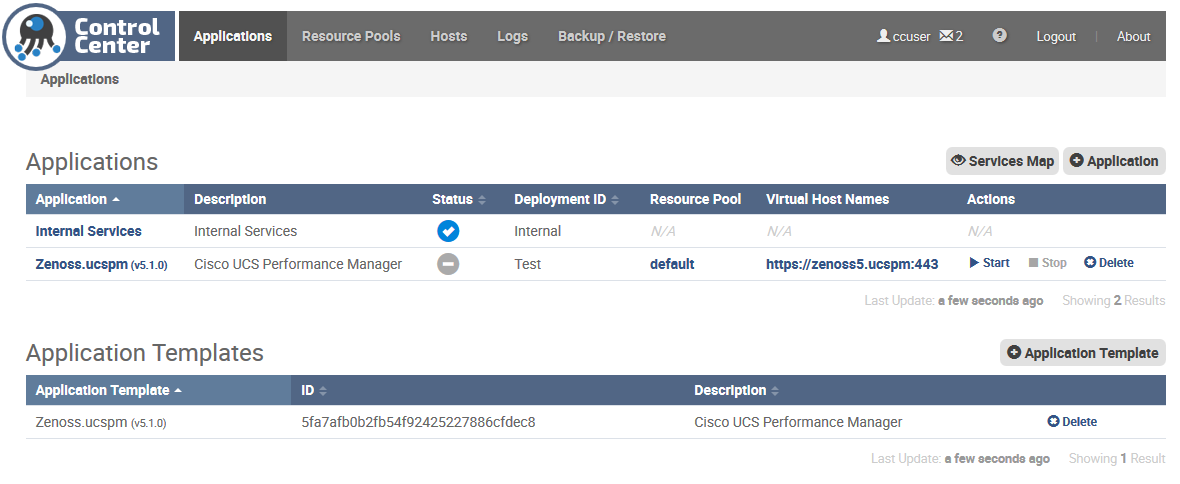 Control Center
Applications Resource Pools Hosts Logs Backup / Restore ccuser 2 ? Logout | About
Applications
Applications
Services Map Application
Application Description Status Deployment ID Resource Pool Virtual Host Names Actions
Internal Services Internal Services Internal N/A N/A N/A
Zenoss.ucspm (v5.1.0) Cisco UCS Performance Manager Test default https://zenoss5.ucspm:443 Start Stop Delete
Last Update: a few seconds ago Showing 2 Results
Application Templates
Application Template
Application Template ID Description
Zenoss.ucspm (v5.1.0) 5fa7afb0b2fb54f92425227886cfdec8 Cisco UCS Performance Manager Delete
Last Update: a few seconds ago Showing 1 Result